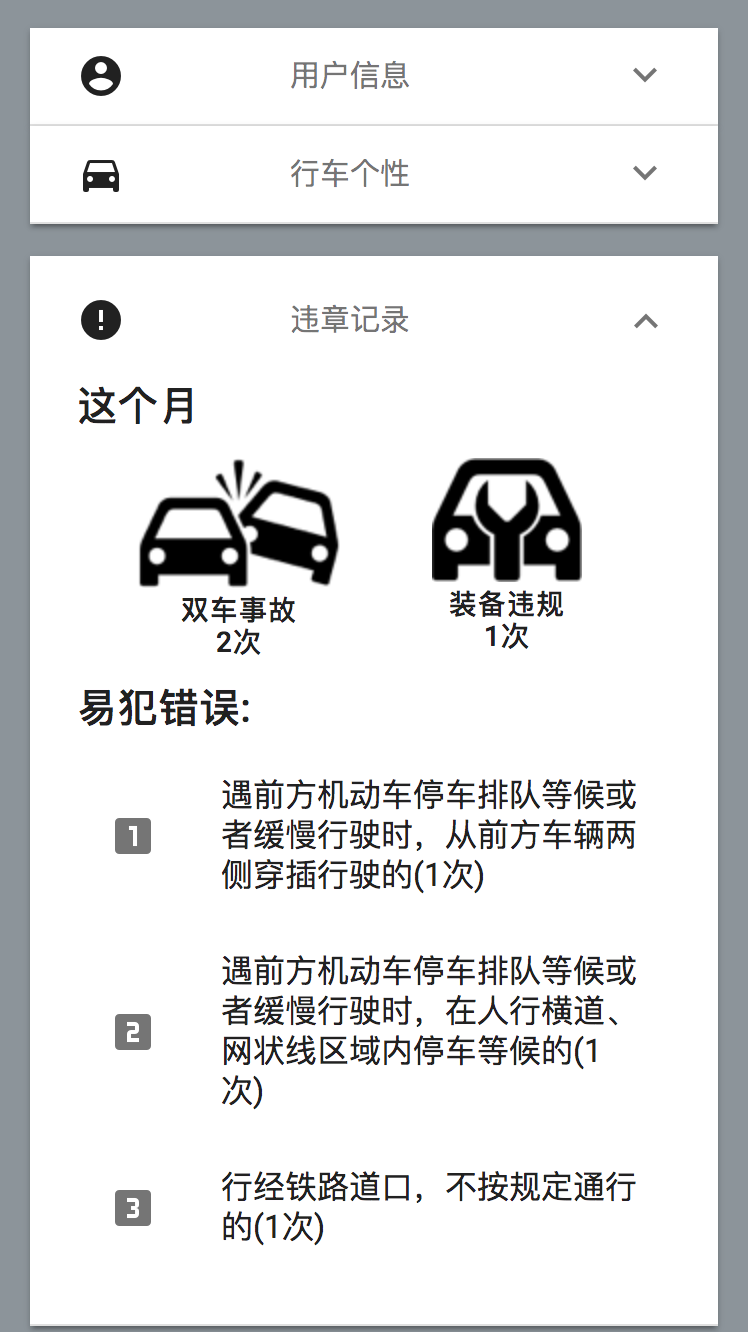 用户信息
行车个性
违章记录
这个月
双车事故
2次
装备违规
1次
易犯错误:
1
遇前方机动车停车排队等候或
者缓慢行驶时，从前方车辆两
侧穿插行驶的(1次)
2
遇前方机动车停车排队等候或
者缓慢行驶时，在人行横道、
网状线区域内停车等候的(1
次)
3
行经铁路道口，不按规定通行
的(1次)